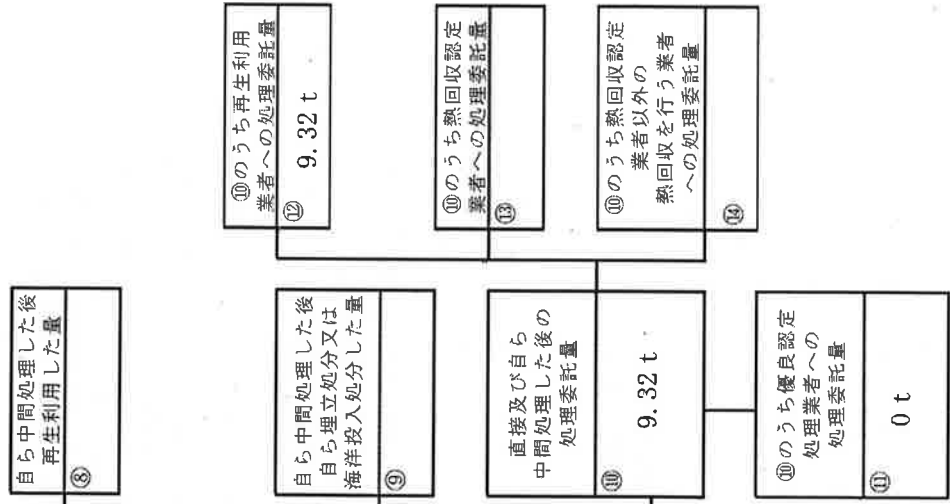 自ら中間処理した後
再生利用した量
⑧
自ら中間処理した後
自ら埋立処分又は
海洋投入処分した量
⑨
直接及び自ら
中間処理した後の
処理委託量
⑩
9.32t
⑩のうち優良認定
処理業者への
処理委託量
⑪
0t
⑩のうち再生利用
業者への処理委託量
⑫
9.32t
⑩のうち熱回収認定
業者への処理委託量
⑬
⑩のうち熱回収認定
業者以外の
熱回収を行う業者
への処理委託量
⑭